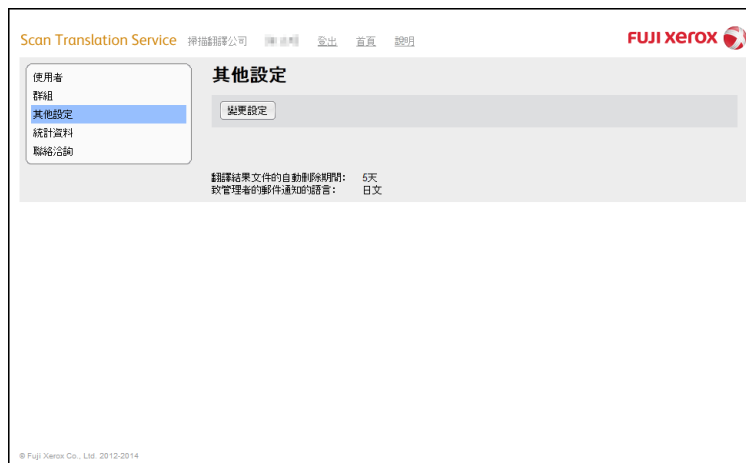 Scan Translation Service 掃描翻譯公司 登出 首頁 說明
FUJI xerox
使用者
群組
其他設定
統計資料
聯絡洽詢
其他設定
變更設定
翻譯結果文件的自動刪除期間: 5天
致管理者的郵件通知的語言: 日文
© Fuji Xerox Co., Ltd. 2012-2014